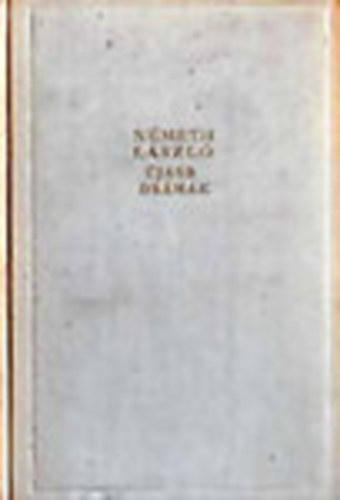 NÉMETH
LÁSZLÓ
ÚJABB
DRÁMÁK